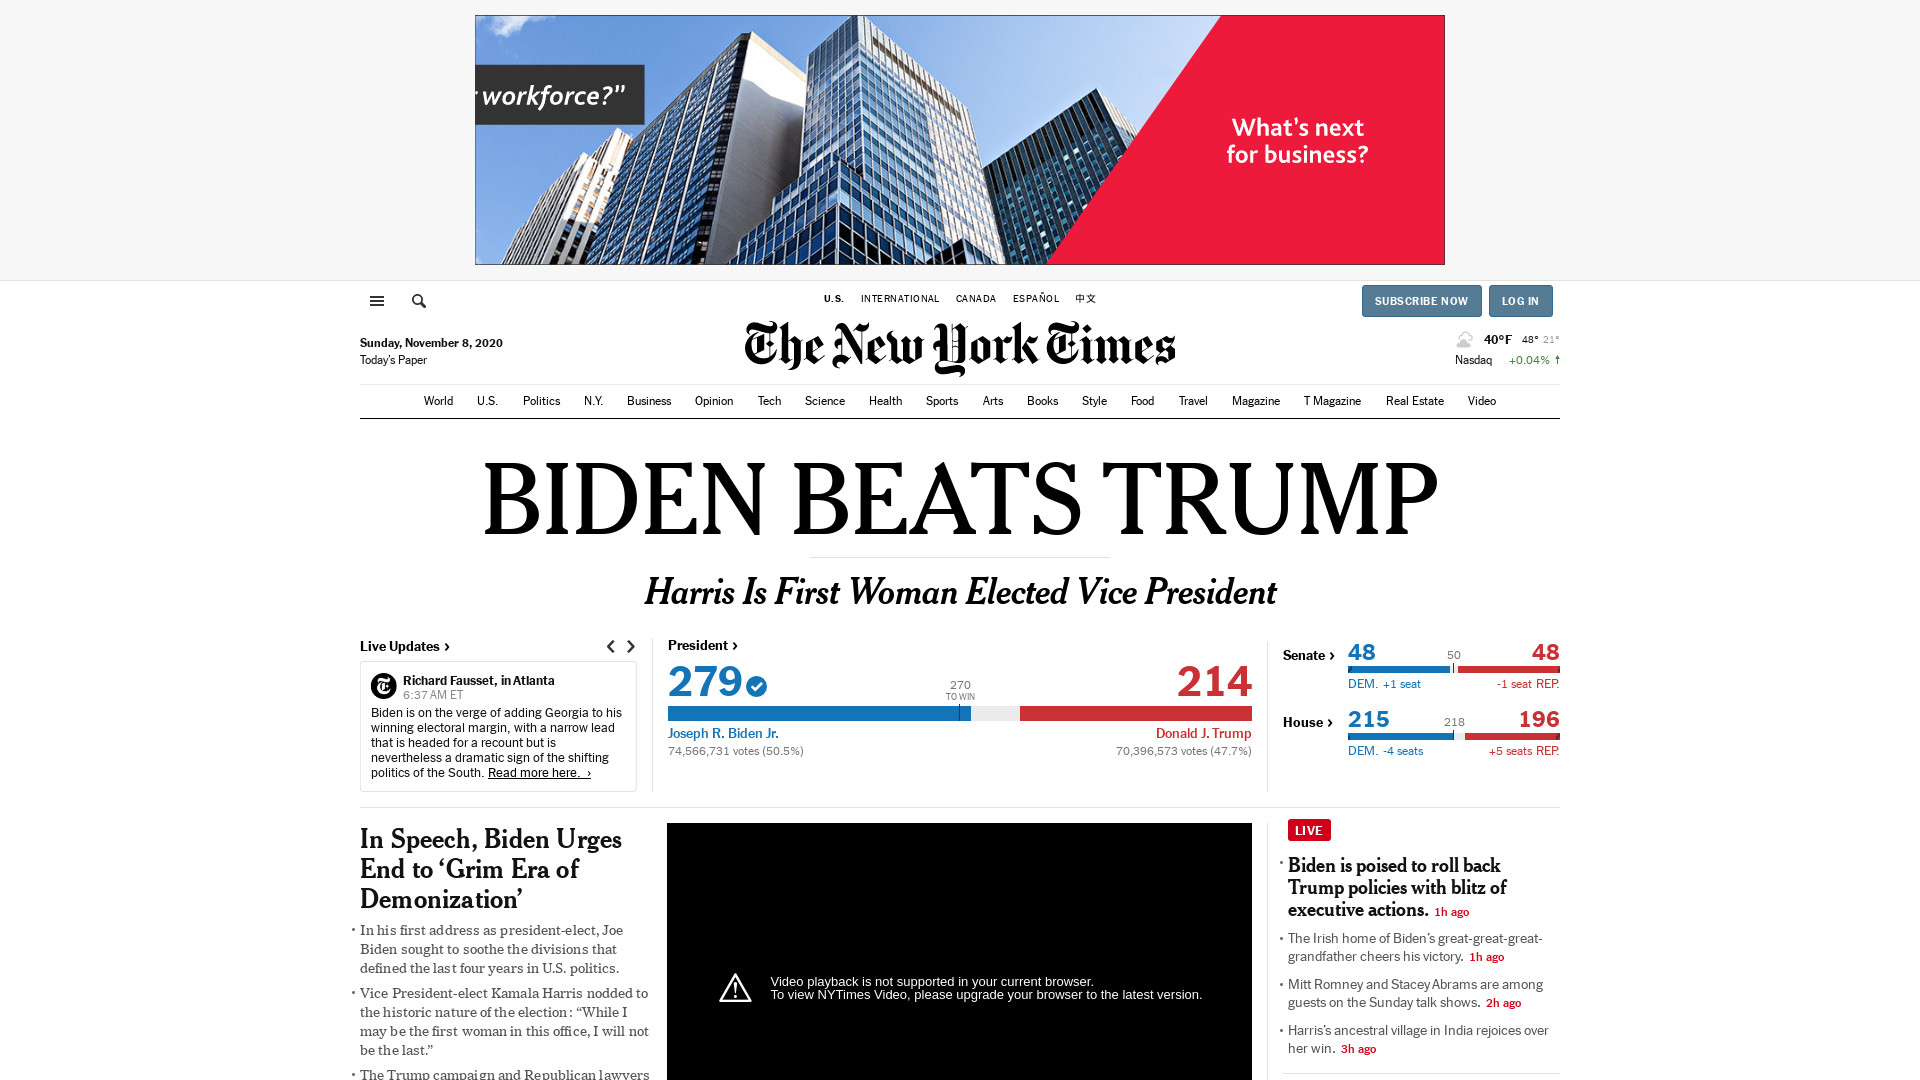 workforce?"
What's next
for business?
U.S. INTERNATIONAL CANADA ESPAÑOL 中文
SUBSCRIBE NOW LOG IN
Sunday, November 8, 2020
Today's Paper
The New York Times
40°F 48° 21°
Nasdaq +0.04% ↑
World U.S. Politics N.Y. Business Opinion Tech Science Health Sports Arts Books Style Food Travel Magazine T Magazine Real Estate Video
BIDEN BEATS TRUMP
Harris Is First Woman Elected Vice President
Live Updates ›
Richard Fausset, in Atlanta
6:37 AM ET
Biden is on the verge of adding Georgia to his
winning electoral margin, with a narrow lead
that is headed for a recount but is
nevertheless a dramatic sign of the shifting
politics of the South. Read more here. ›
President ›
279 214
270
TO WIN
Joseph R. Biden Jr. Donald J. Trump
74,566,731 votes (50.5%) 70,396,573 votes (47.7%)
Senate › 48 50 48
DEM. +1 seat -1 seat REP.
House › 215 218 196
DEM. -4 seats +5 seats REP.
In Speech, Biden Urges
End to ‘Grim Era of
Demonization’
• In his first address as president-elect, Joe
Biden sought to soothe the divisions that
defined the last four years in U.S. politics.
• Vice President-elect Kamala Harris nodded to
the historic nature of the election: “While I
may be the first woman in this office, I will not
be the last.”
• The Trump campaign and Republican lawyers
Video playback is not supported in your current browser.
To view NYTimes Video, please upgrade your browser to the latest version.
LIVE
• Biden is poised to roll back
Trump policies with blitz of
executive actions. 1h ago
• The Irish home of Biden’s great-great-great-
grandfather cheers his victory. 1h ago
• Mitt Romney and Stacey Abrams are among
guests on the Sunday talk shows. 2h ago
• Harris’s ancestral village in India rejoices over
her win. 3h ago